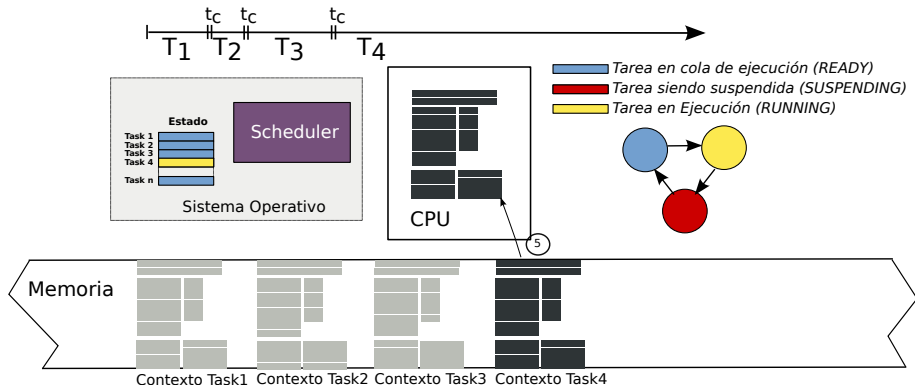 tc tc tc
T1 T2 T3 T4
Tarea en cola de ejecución (READY)
Tarea siendo suspendida (SUSPENDING)
Tarea en Ejecución (RUNNING)
Estado
Task 1
Task 2
Task 3
Task 4
Task n
Scheduler
Sistema Operativo
CPU
5
Memoria
Contexto Task1 Contexto Task2 Contexto Task3 Contexto Task4